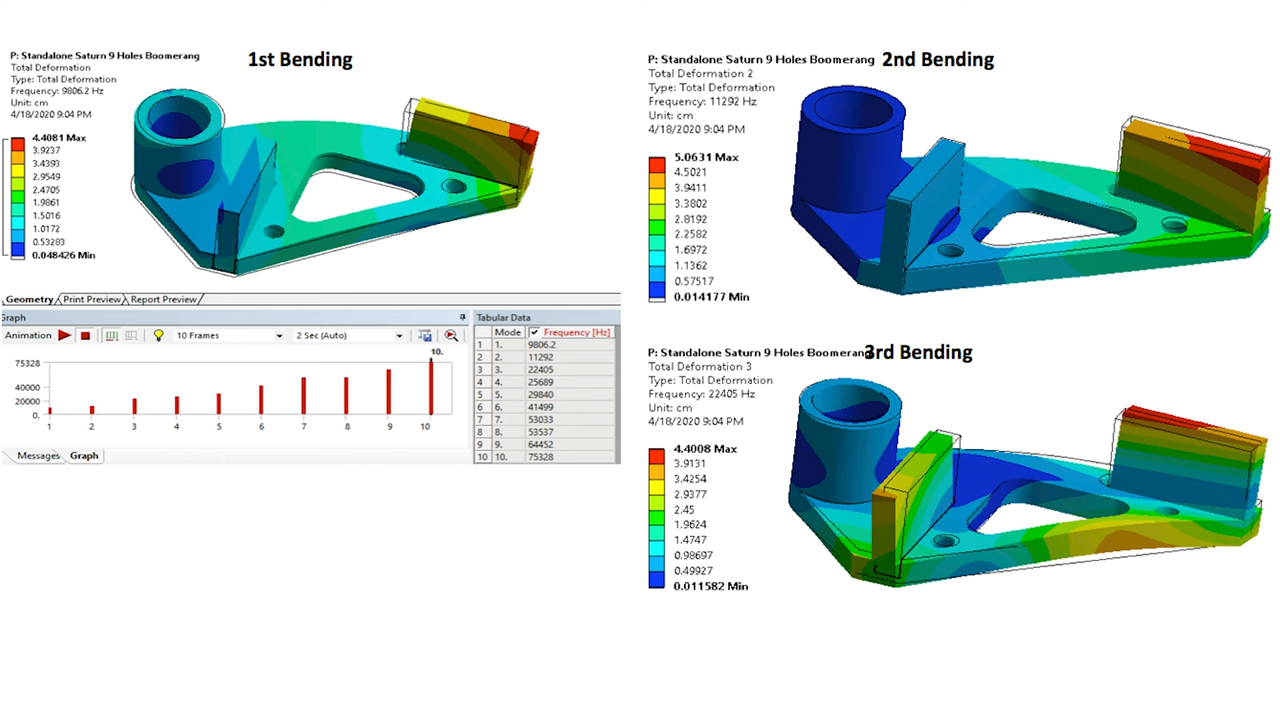 1st Bending
P: Standalone Saturn 9 Holes Boomerang
Total Deformation
Type: Total Deformation
Frequency: 9806.2 Hz
Unit: cm
4/18/2020 9:04 PM
4.4081 Max
3.9237
3.4393
2.9549
2.4705
1.9861
1.5016
1.0172
0.53283
0.048426 Min
Geometry Print Preview Report Preview
Graph
Animation 10 Frames 2 Sec (Auto)
10.
75328
40000
20000
0.
1 2 3 4 5 6 7 8 9 10
Messages Graph
Tabular Data
Mode Frequency [Hz]
1 1. 9806.2
2 2. 11292
3 3. 22405
4 4. 25689
5 5. 29840
6 6. 41499
7 7. 53033
8 8. 53537
9 9. 64452
10 10. 75328
2nd Bending
P: Standalone Saturn 9 Holes Boomerang
Total Deformation 2
Type: Total Deformation
Frequency: 11292 Hz
Unit: cm
4/18/2020 9:04 PM
5.0631 Max
4.5021
3.9411
3.3802
2.8192
2.2582
1.6972
1.1362
0.57517
0.014177 Min
3rd Bending
P: Standalone Saturn 9 Holes Boomerang
Total Deformation 3
Type: Total Deformation
Frequency: 22405 Hz
Unit: cm
4/18/2020 9:04 PM
4.4008 Max
3.9131
3.4254
2.9377
2.45
1.9624
1.4747
0.98697
0.49927
0.011582 Min